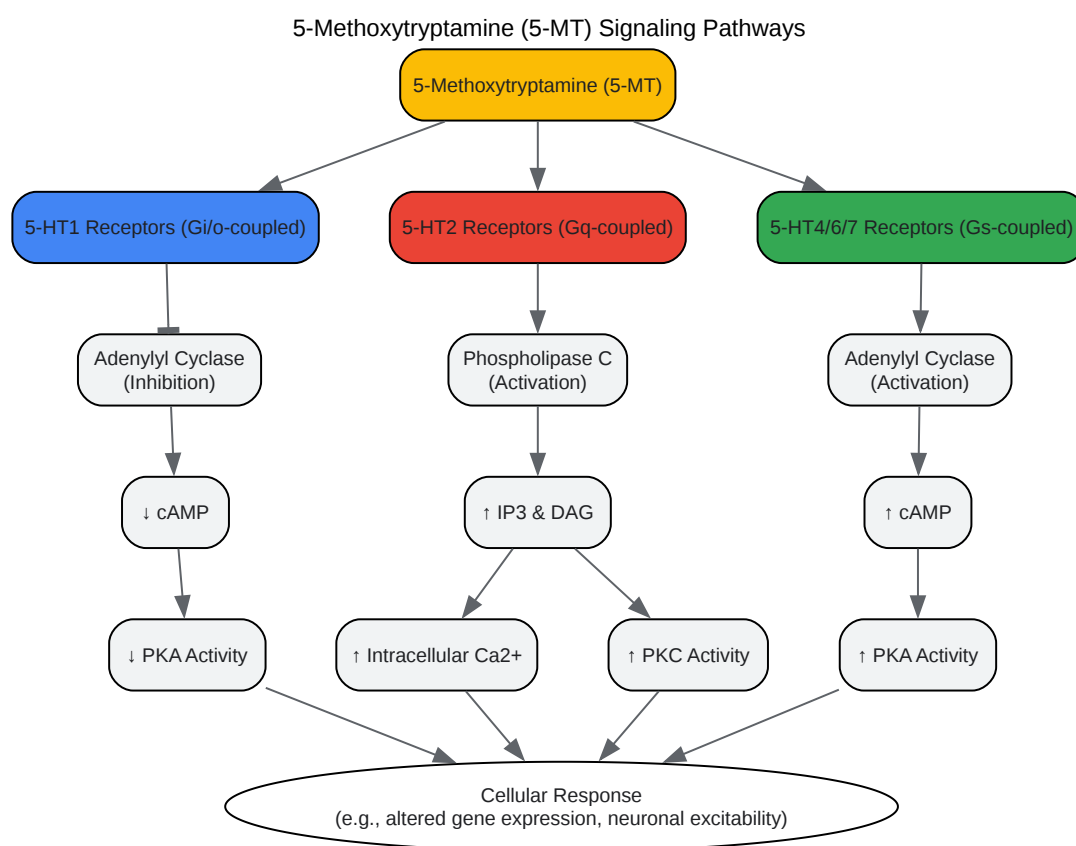 5-Methoxytryptamine (5-MT) Signaling Pathways
5-Methoxytryptamine (5-MT)
5-HT1 Receptors (Gi/o-coupled)
5-HT2 Receptors (Gq-coupled)
5-HT4/6/7 Receptors (Gs-coupled)
Adenylyl Cyclase
(Inhibition)
Phospholipase C
(Activation)
Adenylyl Cyclase
(Activation)
↓ cAMP
↑ IP3 & DAG
↑ cAMP
↓ PKA Activity
↑ Intracellular Ca2+
↑ PKC Activity
↑ PKA Activity
Cellular Response
(e.g., altered gene expression, neuronal excitability)